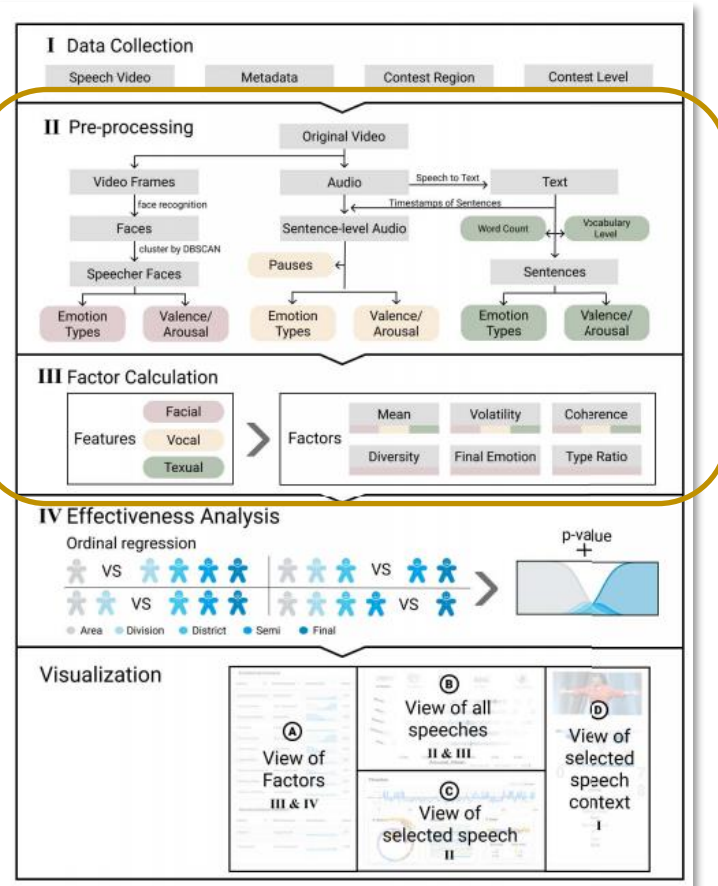 I Data Collection
Speech Video Metadata Contest Region Contest Level
II Pre-processing
Original Video
Video Frames Audio Speech to Text Text
face recognition Timestamps of Sentences
Faces Sentence-level Audio Word Count Vocabulary
Level
cluster by DBSCAN
Speecher Faces Pauses Sentences
Emotion Valence/ Emotion Valence/ Emotion Valence/
Types Arousal Types Arousal Types Arousal
III Factor Calculation
Facial
Features Vocal
Texual
Factors
Mean Volatility Coherence
Diversity Final Emotion Type Ratio
IV Effectiveness Analysis
Ordinal regression
p-value
+
VS VS
VS VS
Area Division District Semi Final
Visualization
A
View of
Factors
III & IV
B
View of all
speeches
II & III
C
View of
selected speech
II
D
View of
selected
speech
context
I